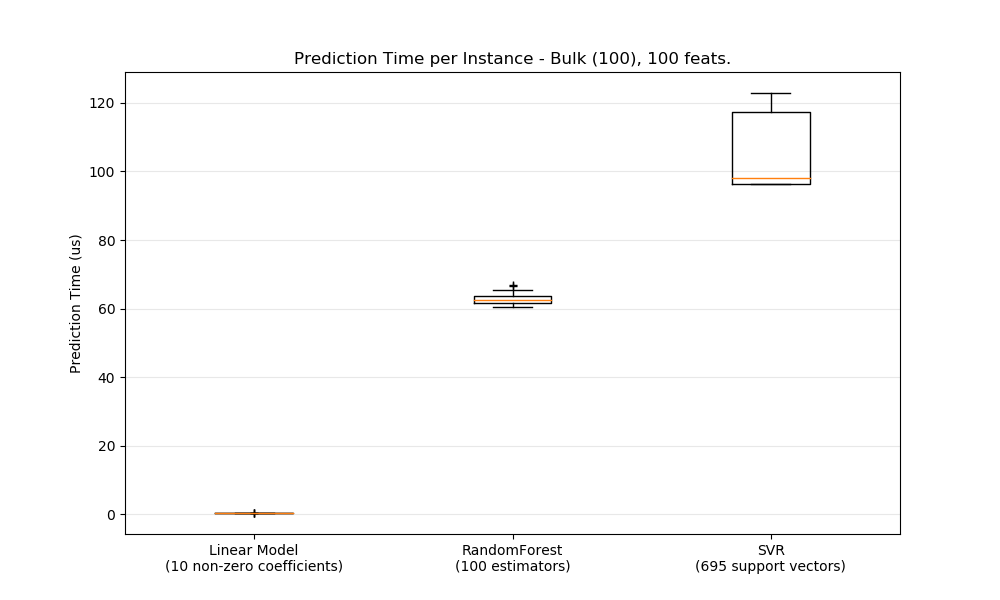 Prediction Time per Instance - Bulk (100), 100 feats.
Prediction Time (us)
120
100
80
60
40
20
0
Linear Model
(10 non-zero coefficients)
RandomForest
(100 estimators)
SVR
(695 support vectors)